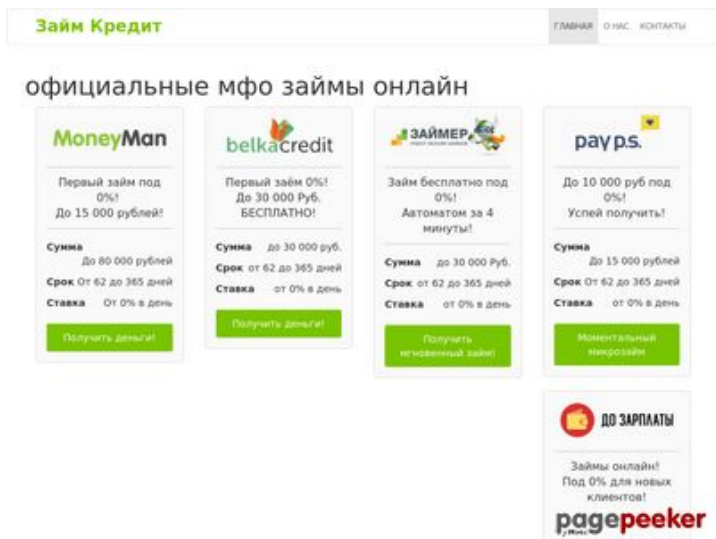 Займ Кредит
ГЛАВНАЯ О НАС. КОНТАКТЫ
официальные мфо займы онлайн
MoneyMan
Первый займ под
0%!
До 15 000 рублей!
Сумма
До 80 000 рублей
Срок От 62 до 365 дней
Ставка От 0% в день
Получить деньги!
belkacredit
Первый заём 0%!
До 30 000 Руб.
БЕСПЛАТНО!
Сумма до 30 000 руб.
Срок от 62 до 365 дней
Ставка от 0% в день
Получить деньги!
ЗАЙМЕР
Займ бесплатно под
0%!
Автоматом за 4
минуты!
Сумма до 30 000 Руб.
Срок от 62 до 365 дней
Ставка от 0% в день
Получить
мгновенный займ!
pay p.s.
До 10 000 руб под
0%!
Успей получить!
Сумма
До 15 000 рублей
Срок От 62 до 365 дней
Ставка от 0% в день
Моментальный
микрозайм
ДО ЗАРПЛАТЫ
Займы онлайн!
Под 0% для новых
клиентов!
pagepeeker